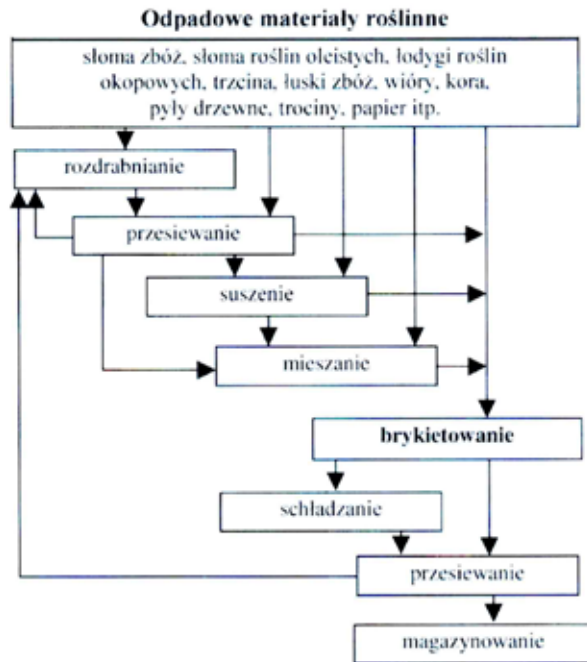 Odpadowe materiały roślinne
słoma zbóż, słoma roślin oleistych, łodygi roślin
okopowych, trzcina, łuski zbóż, wióry, kora,
pyły drzewne, trociny, papier itp.
rozdrabnianie
przesiewanie
suszenie
mieszanie
brykietowanie
schładzanie
przesiewanie
magazynowanie